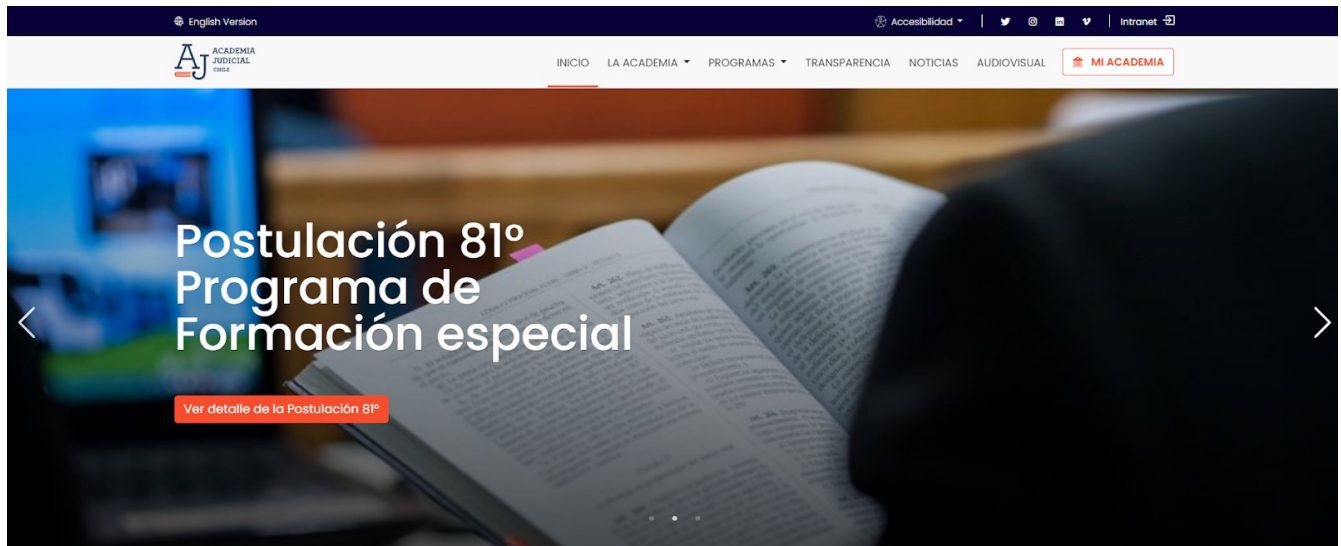 English Version
Accesibilidad
Intranet
ACADEMIA
JUDICIAL
CHILE
INICIO
LA ACADEMIA
PROGRAMAS
TRANSPARENCIA
NOTICIAS
AUDIOVISUAL
MI ACADEMIA
Postulación 81º
Programa de
Formación especial
Ver detalle de la Postulación 81º